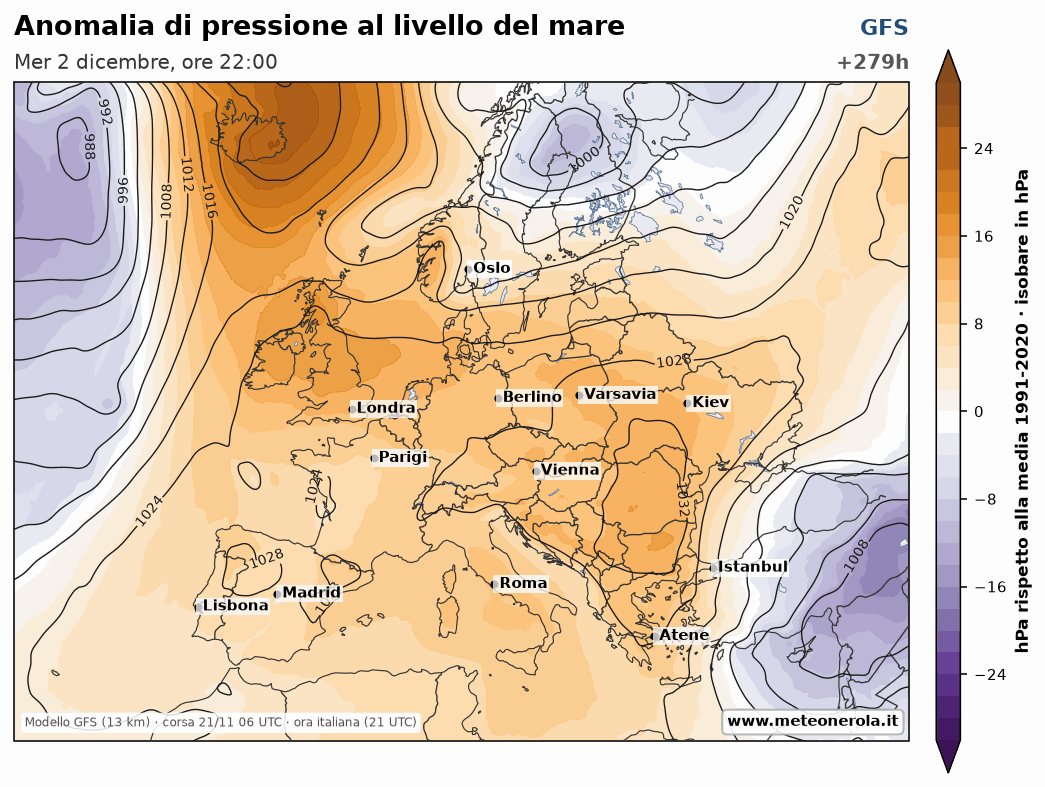 Anomalia di pressione al livello del mare
GFS
Mer 2 dicembre, ore 22:00
+279h
992
988
996
1008
1012
1016
1000
1020
Oslo
1028
Berlino
Varsavia
Kiev
Londra
Parigi
Vienna
1024
1024
1032
1028
1008
Istanbul
Roma
Madrid
Lisbona
Atene
Modello GFS (13 km) · corsa 21/11 06 UTC · ora italiana (21 UTC)
www.meteonerola.it
24
16
8
0
−8
−16
−24
hPa rispetto alla media 1991-2020 · isobare in hPa